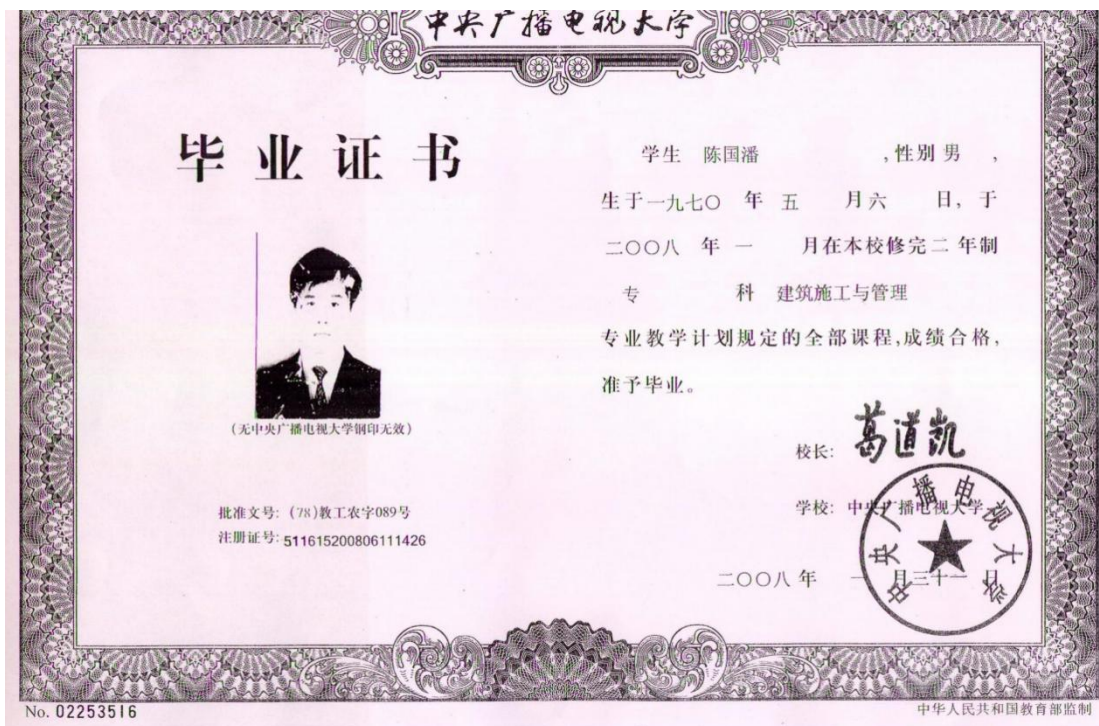 中央广播电视大学
毕业证书
(无中央广播电视大学钢印无效)
批准文号: (78)教工农字089号
注册证号: 511615200806111426
学生 陈国潘 ,性别 男 ,
生于一九七〇 年 五 月六 日, 于
二〇〇八 年 一 月在本校修完二 年制
专 科 建筑施工与管理
专业教学计划规定的全部课程,成绩合格,
准予毕业。
校长: 葛道凯
学校: 中央广播电视大学
二〇〇八 年 一 月三十一 日
中央广播电视大学
No. 02253516
中华人民共和国教育部监制